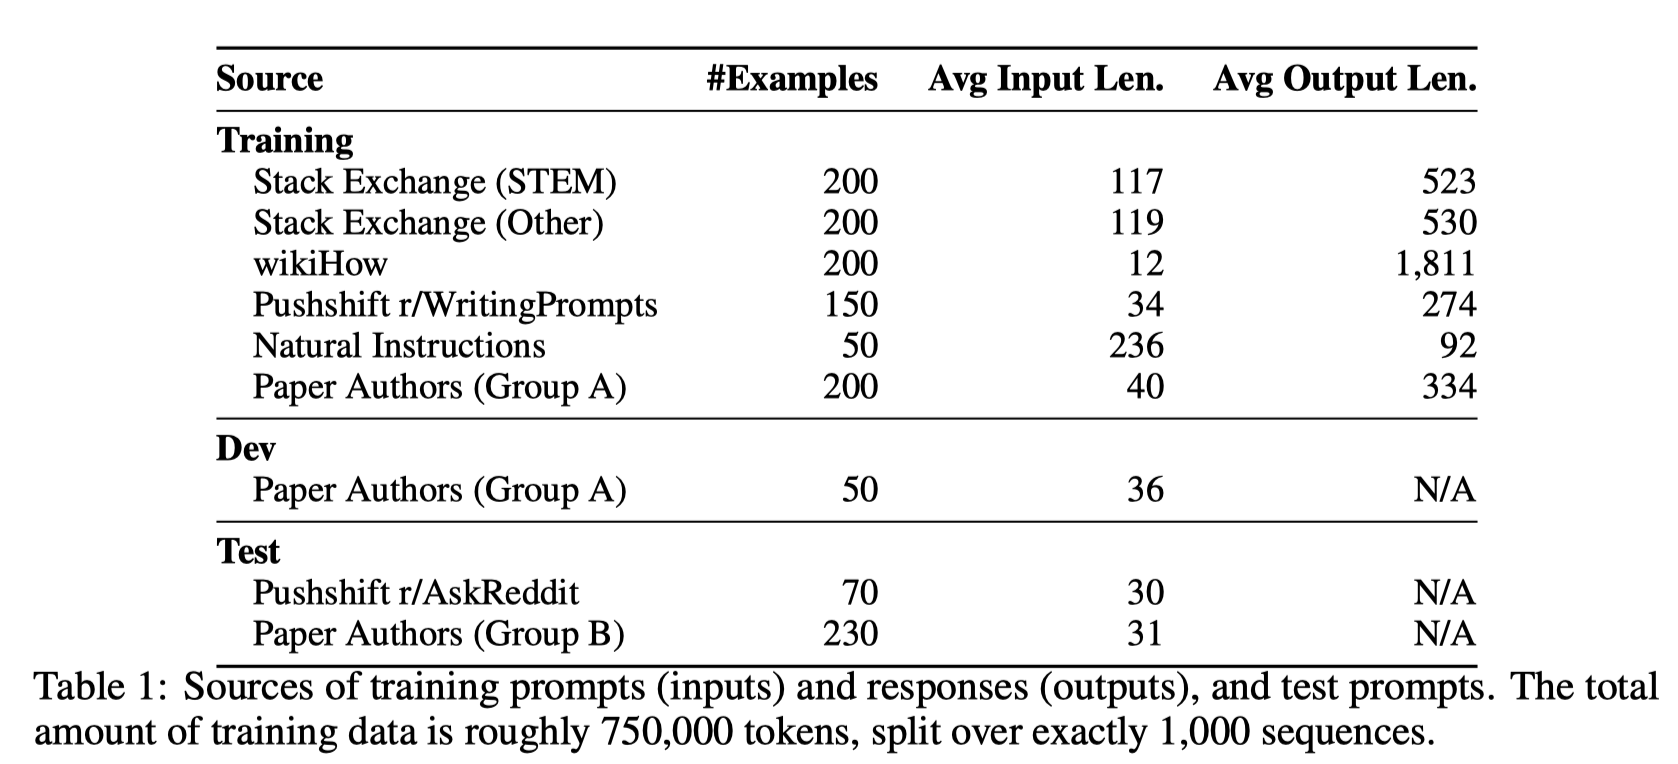 Source #Examples Avg Input Len. Avg Output Len.
Training
Stack Exchange (STEM) 200 117 523
Stack Exchange (Other) 200 119 530
wikiHow 200 12 1,811
Pushshift r/WritingPrompts 150 34 274
Natural Instructions 50 236 92
Paper Authors (Group A) 200 40 334
Dev
Paper Authors (Group A) 50 36 N/A
Test
Pushshift r/AskReddit 70 30 N/A
Paper Authors (Group B) 230 31 N/A
Table 1: Sources of training prompts (inputs) and responses (outputs), and test prompts. The total
amount of training data is roughly 750,000 tokens, split over exactly 1,000 sequences.